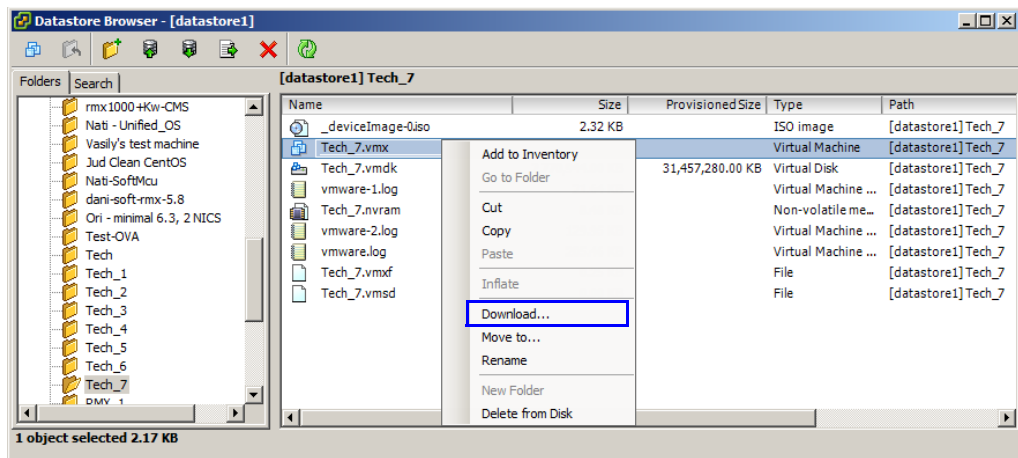 Datastore Browser - [datastore1]
Folders Search
[datastore1] Tech_7
rmx1000+Kw-CMS
Nati - Unified_OS
Vasily's test machine
Jud Clean CentOS
Nati-SoftMcu
dani-soft-rmx-5.8
Ori - minimal 6.3, 2 NICS
Test-OVA
Tech
Tech_1
Tech_2
Tech_3
Tech_4
Tech_5
Tech_6
Tech_7
RMX_1
Name Size Provisioned Size Type Path
_deviceImage-0.iso 2.32 KB ISO image [datastore1] Tech_7
Tech_7.vmx Virtual Machine [datastore1] Tech_7
Tech_7.vmdk 31,457,280.00 KB Virtual Disk [datastore1] Tech_7
vmware-1.log Virtual Machine ... [datastore1] Tech_7
Tech_7.nvram Non-volatile me... [datastore1] Tech_7
vmware-2.log Virtual Machine ... [datastore1] Tech_7
vmware.log Virtual Machine ... [datastore1] Tech_7
Tech_7.vmxf File [datastore1] Tech_7
Tech_7.vmsd File [datastore1] Tech_7
Add to Inventory
Go to Folder
Cut
Copy
Paste
Inflate
Download...
Move to...
Rename
New Folder
Delete from Disk
1 object selected 2.17 KB